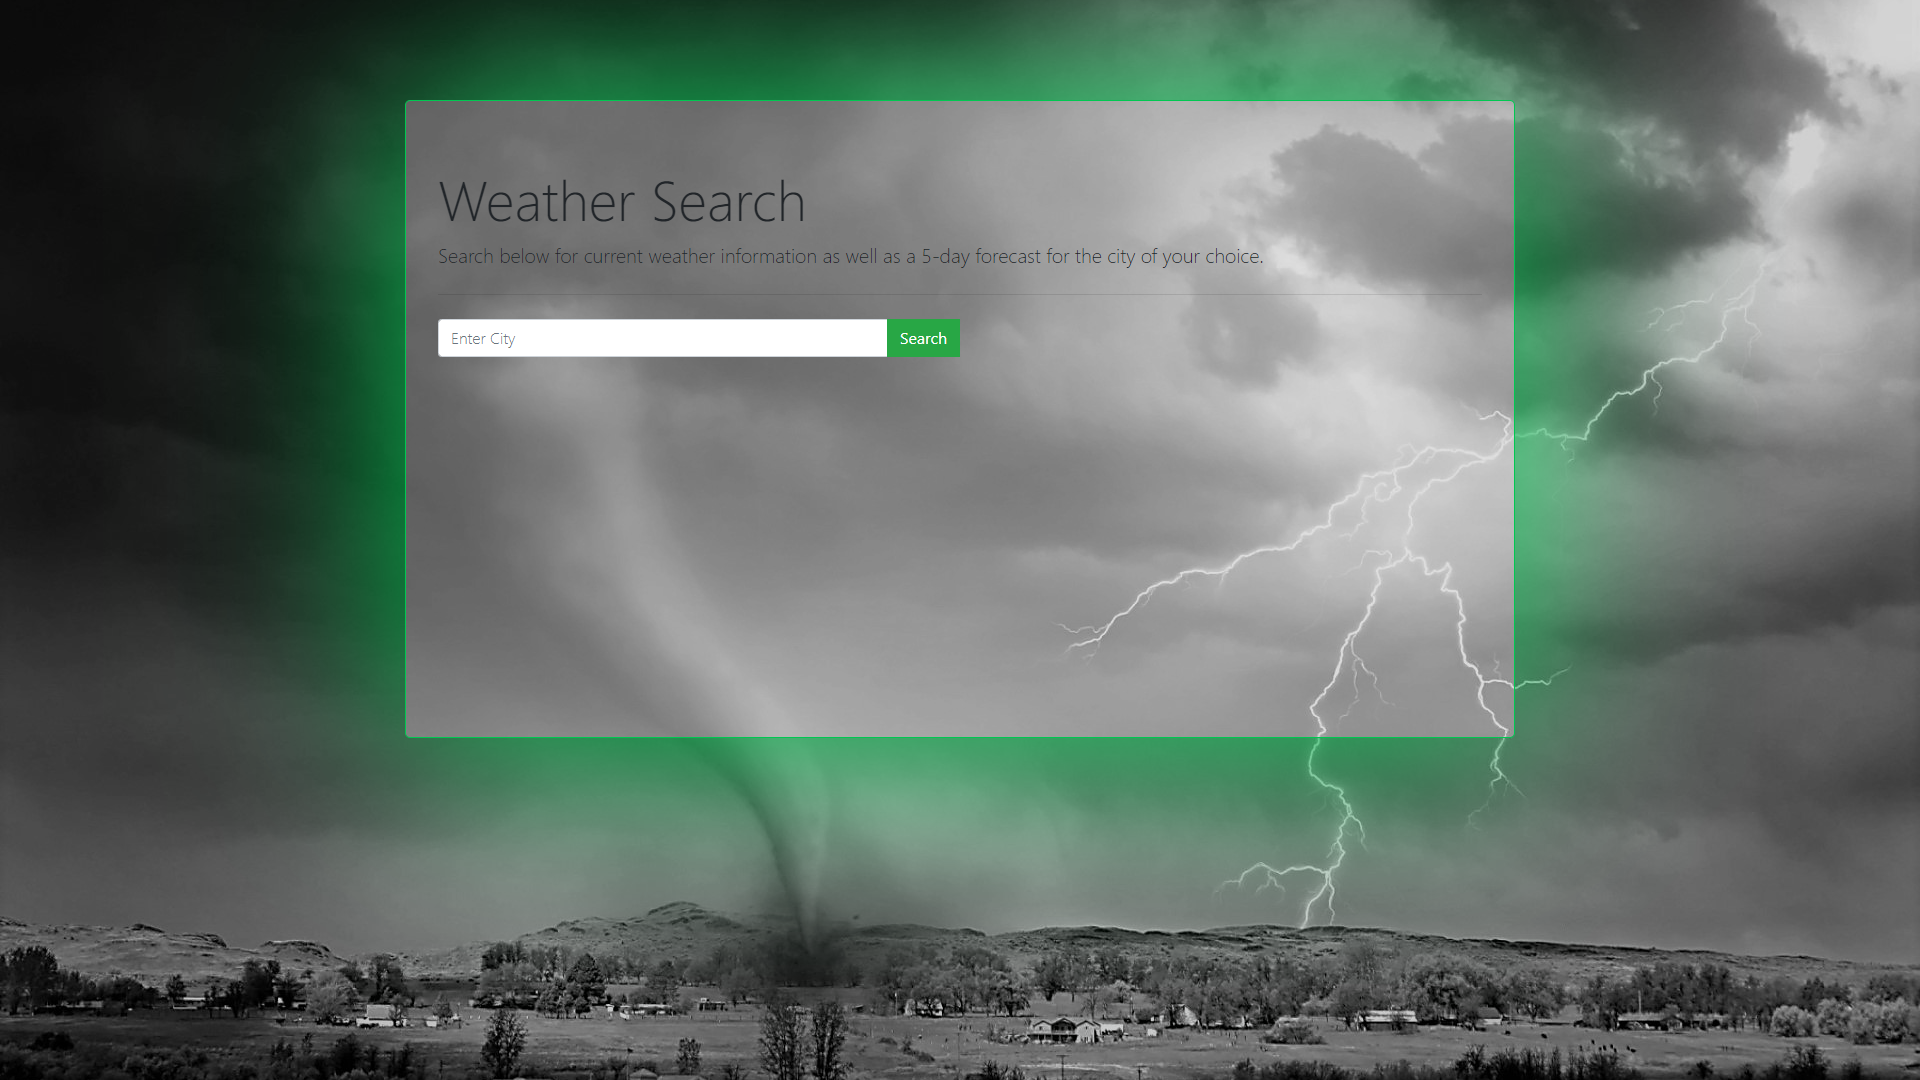 Weather Search
Search below for current weather information as well as a 5-day forecast for the city of your choice.
Enter City
Search